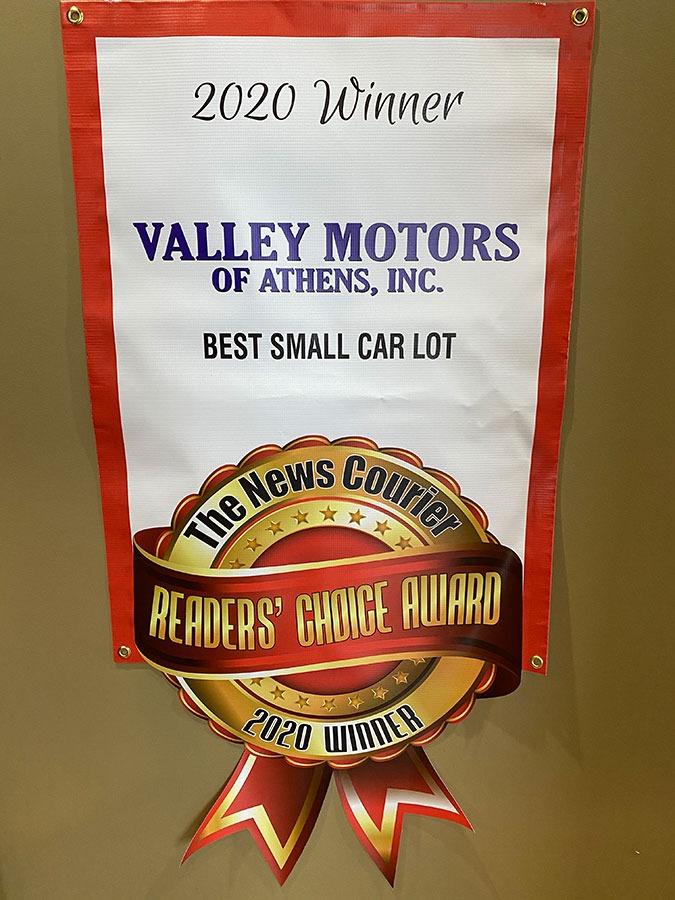 2020 Winner
VALLEY MOTORS
OF ATHENS, INC.
BEST SMALL CAR LOT
The News Courier
READERS' CHOICE AWARD
2020 WINNER